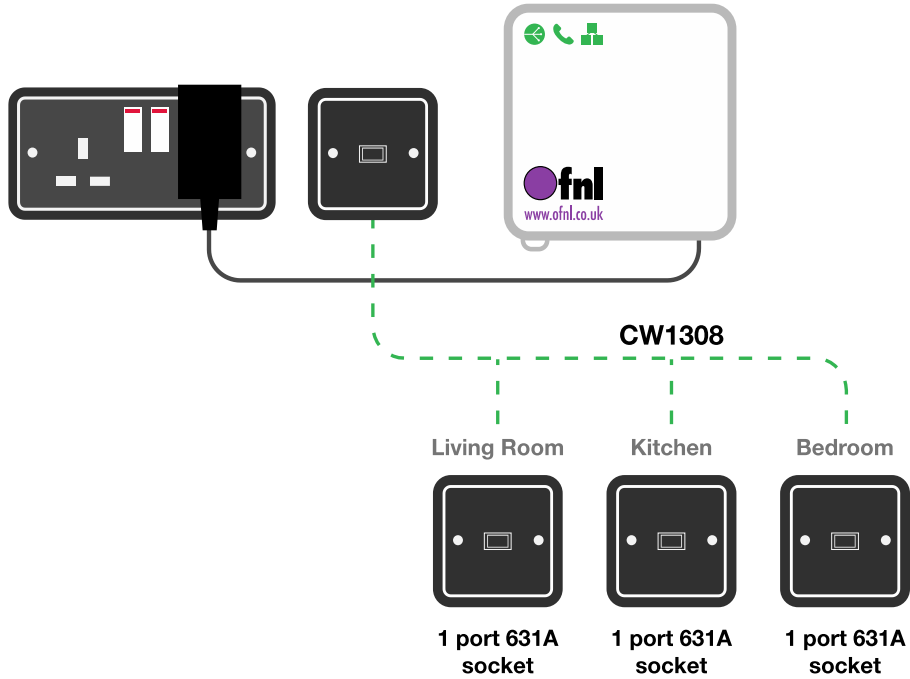 Ofnl
www.ofnl.co.uk
CW1308
Living Room
Kitchen
Bedroom
1 port 631A
socket
1 port 631A
socket
1 port 631A
socket